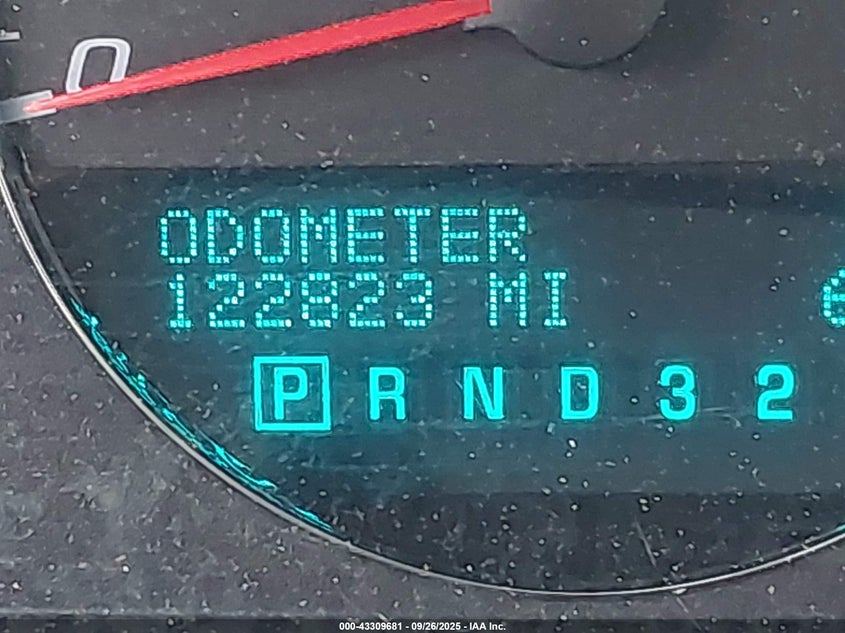 0
ODOMETER
122823 MI
P R N D 3 2
000-43309681 - 09/26/2025 - IAA Inc.